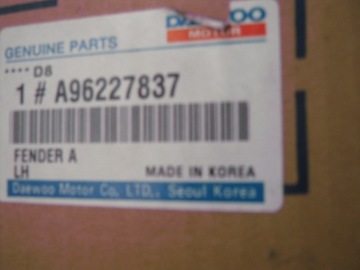 DAEWOO
MOTOR
GENUINE PARTS
**** D8
1 # A96227837
FENDER A
LH
MADE IN KOREA
Daewoo Motor Co, LTD,. Seoul Korea